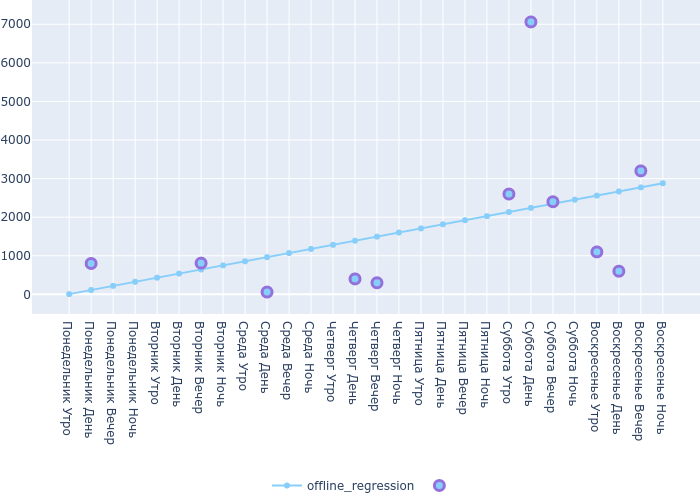 7000
6000
5000
4000
3000
2000
1000
0
Понедельник Утро
Понедельник День
Понедельник Вечер
Понедельник Ночь
Вторник Утро
Вторник День
Вторник Вечер
Вторник Ночь
Среда Утро
Среда День
Среда Вечер
Среда Ночь
Четверг Утро
Четверг День
Четверг Вечер
Четверг Ночь
Пятница Утро
Пятница День
Пятница Вечер
Пятница Ночь
Суббота Утро
Суббота День
Суббота Вечер
Суббота Ночь
Воскресенье Утро
Воскресенье День
Воскресенье Вечер
Воскресенье Ночь
offline_regression